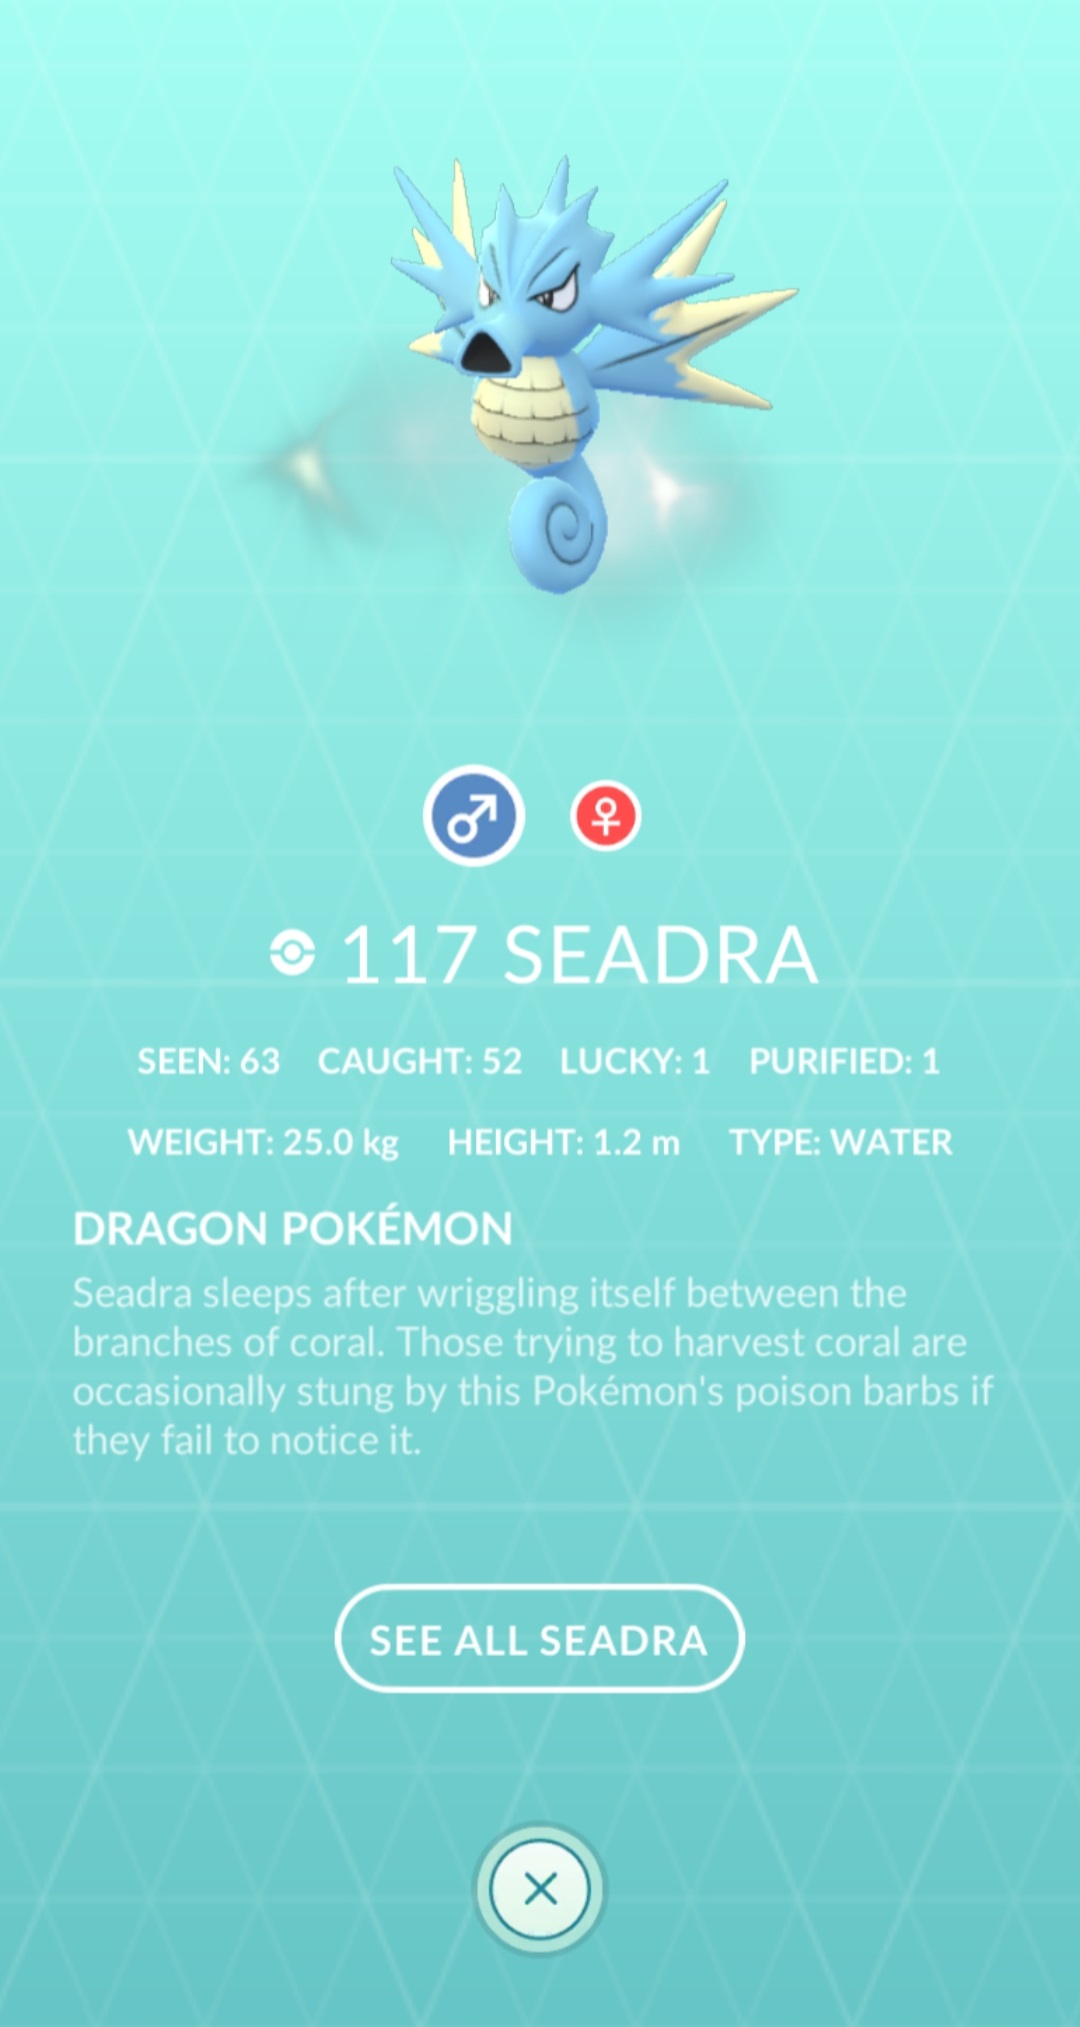 117 SEADRA
SEEN: 63 CAUGHT: 52 LUCKY: 1 PURIFIED: 1
WEIGHT: 25.0 kg HEIGHT: 1.2 m TYPE: WATER
DRAGON POKÉMON
Seadra sleeps after wriggling itself between the
branches of coral. Those trying to harvest coral are
occasionally stung by this Pokémon's poison barbs if
they fail to notice it.
SEE ALL SEADRA